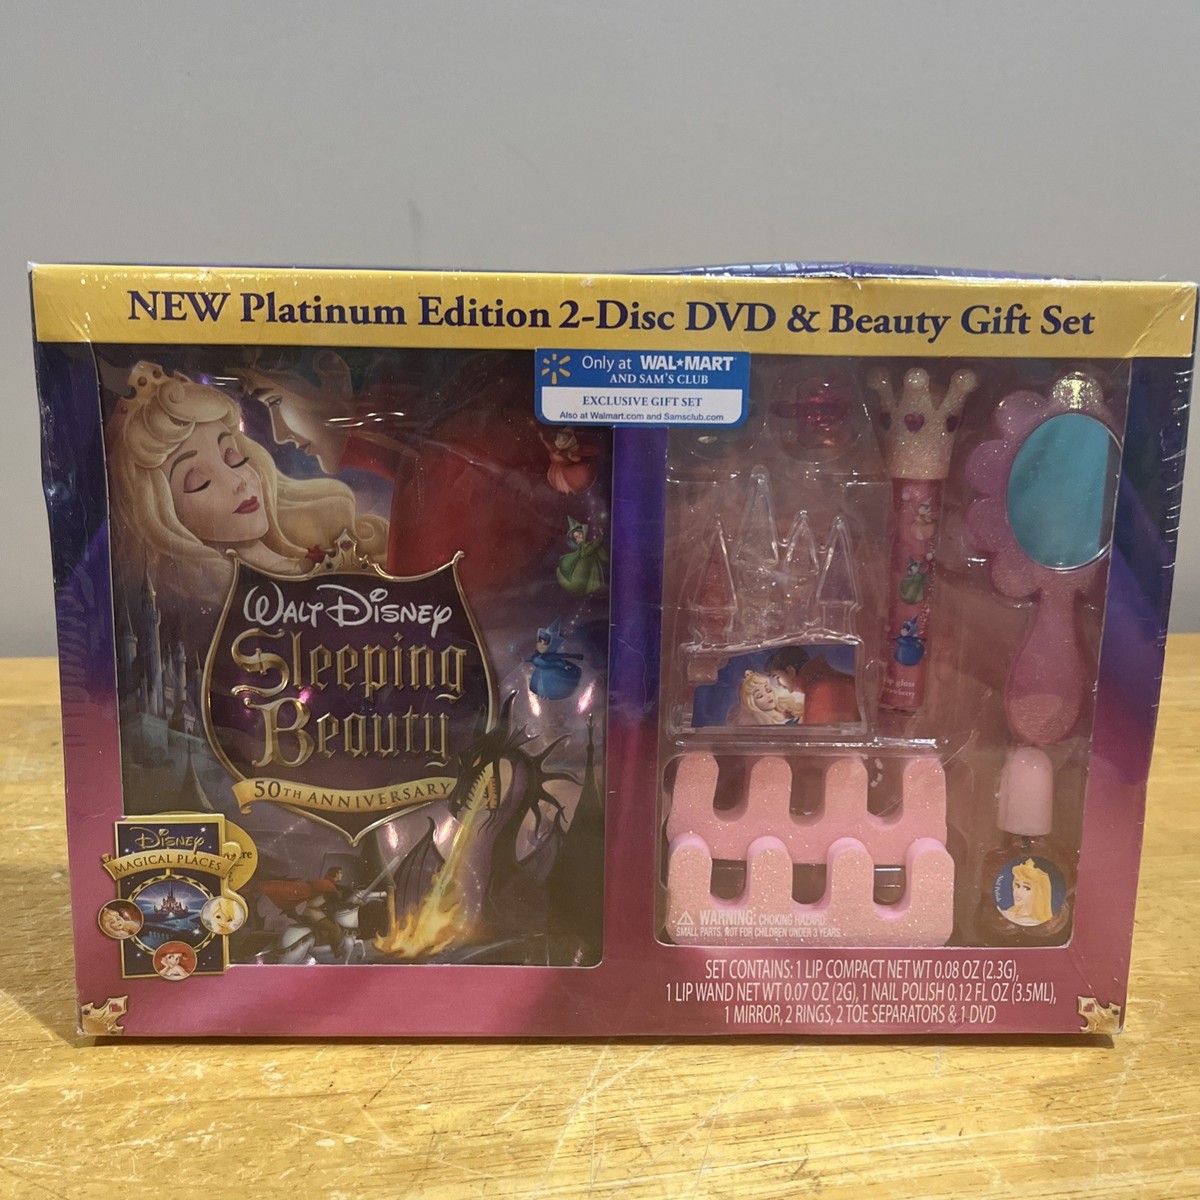 NEW Platinum Edition 2-Disc DVD & Beauty Gift Set
Only at WAL★MART
AND SAM'S CLUB
EXCLUSIVE GIFT SET
Also at Walmart.com and Samsclub.com
WALT DISNEY
Sleeping
Beauty
50TH ANNIVERSARY
DISNEY
MAGICAL PLACES
lip gloss
strawberry
⚠ WARNING: CHOKING HAZARD
SMALL PARTS. NOT FOR CHILDREN UNDER 3 YEARS.
SET CONTAINS: 1 LIP COMPACT NET WT 0.08 OZ (2.3G),
1 LIP WAND NET WT 0.07 OZ (2G), 1 NAIL POLISH 0.12 FL OZ (3.5ML),
1 MIRROR, 2 RINGS, 2 TOE SEPARATORS & 1 DVD